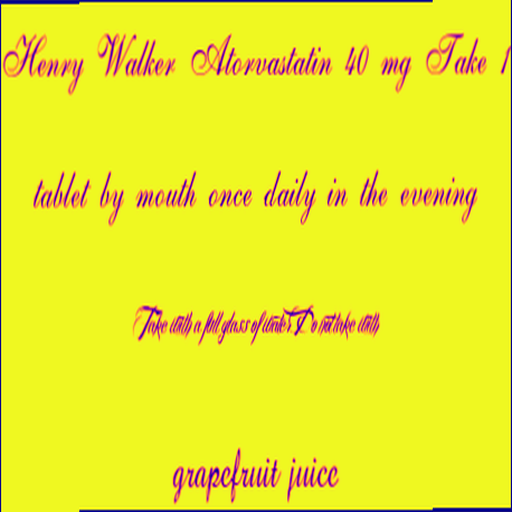 Henry Walker Atorvastatin 40 mg Take 1
tablet by mouth once daily in the evening
Take with a full glass of water Do not take with
grapefruit juice